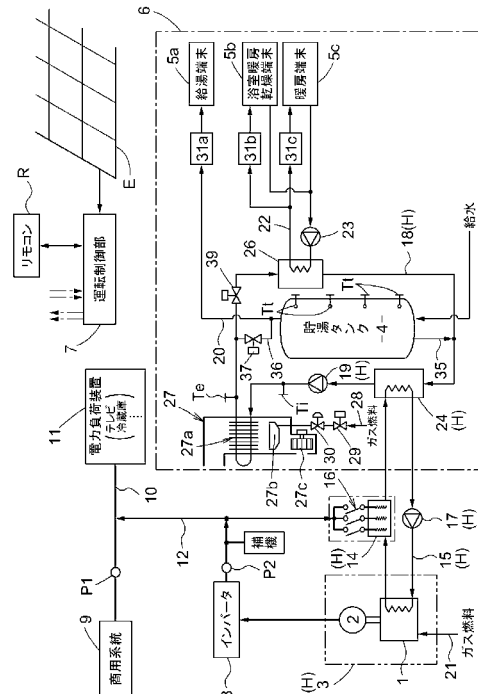 6
5a
給湯端末
5b
浴室暖房
乾燥端末
5c
暖房端末
31a
31b
31c
22
23
26
18(H)
給水
39
Tt
Tt
20
37
36
貯湯タンク
4
35
Te
27
27a
27b
27c
19
(H)
Ti
28
ガス燃料
30
29
24
(H)
R
リモコン
E
運転制御部
7
電力負荷装置
テレビ
冷蔵庫
11
10
12
P1
9
商用系統
P2
補機
インバータ
8
16
(H)
14
17
(H)
15
(H)
2
(H)
3
1
21
ガス燃料